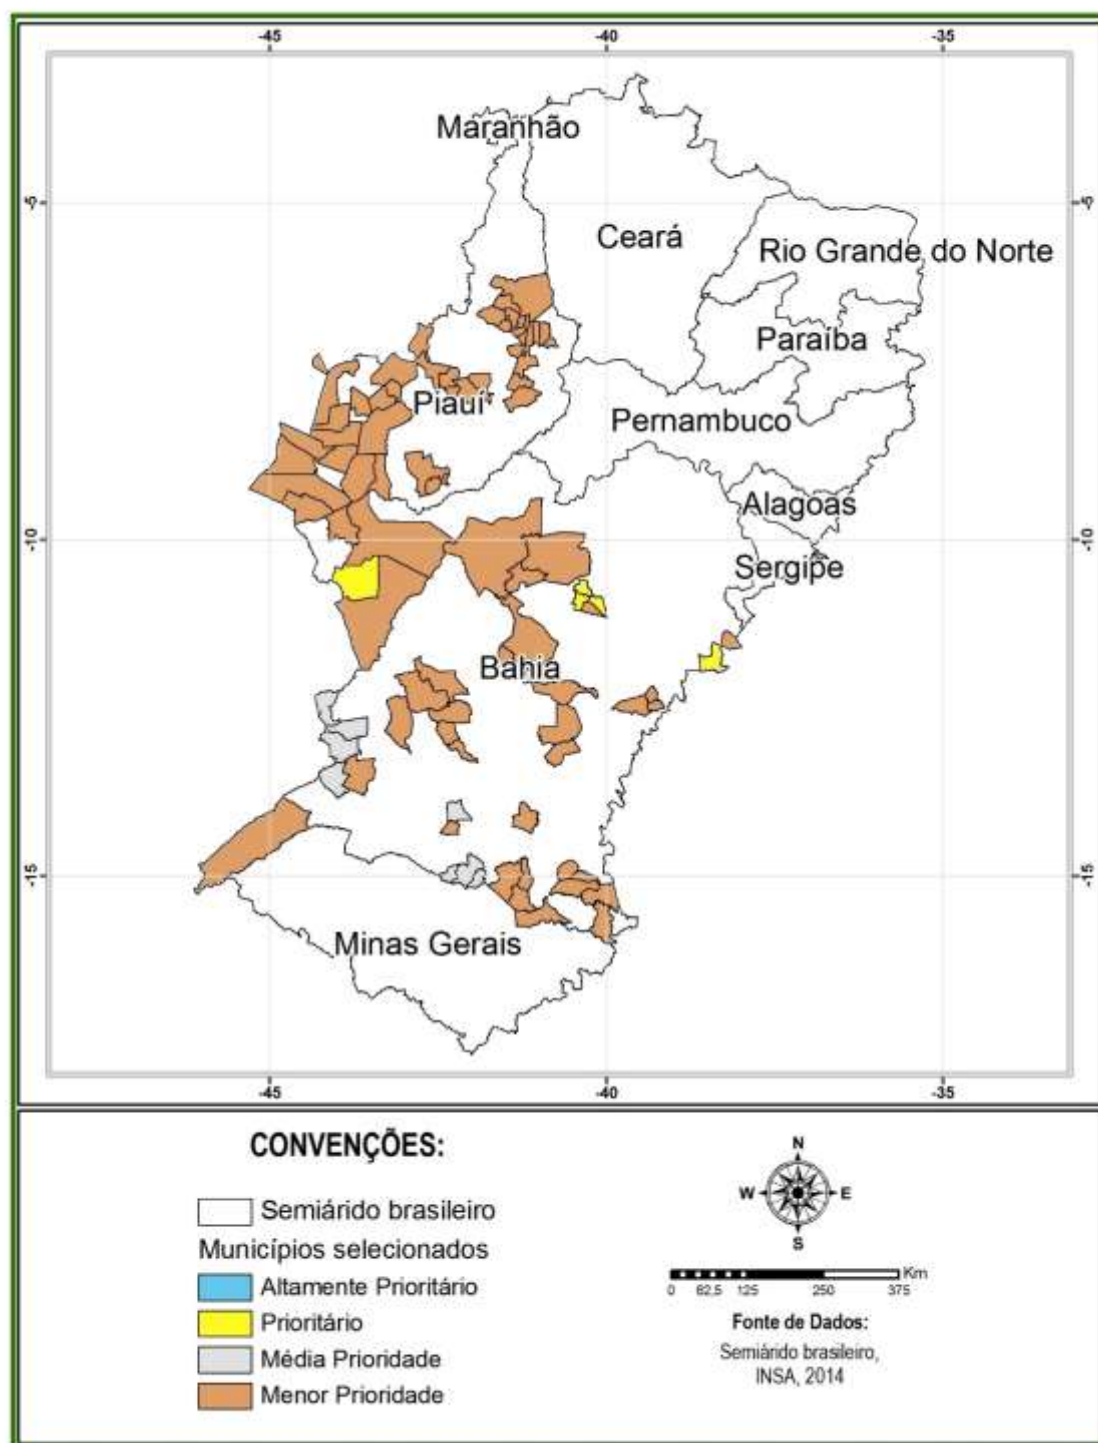 -45 -40 -35
Maranhão
-5 -5
Ceará
Rio Grande do Norte
Paraíba
Piauí
Pernambuco
Alagoas
-10 -10
Sergipe
Bahia
-15 -15
Minas Gerais
-45 -40 -35
CONVENÇÕES:
Semiárido brasileiro
Municípios selecionados
Altamente Prioritário
Prioritário
Média Prioridade
Menor Prioridade
N
W E
S
Km
0 62.5 125 250 375
Fonte de Dados:
Semiárido brasileiro,
INSA, 2014